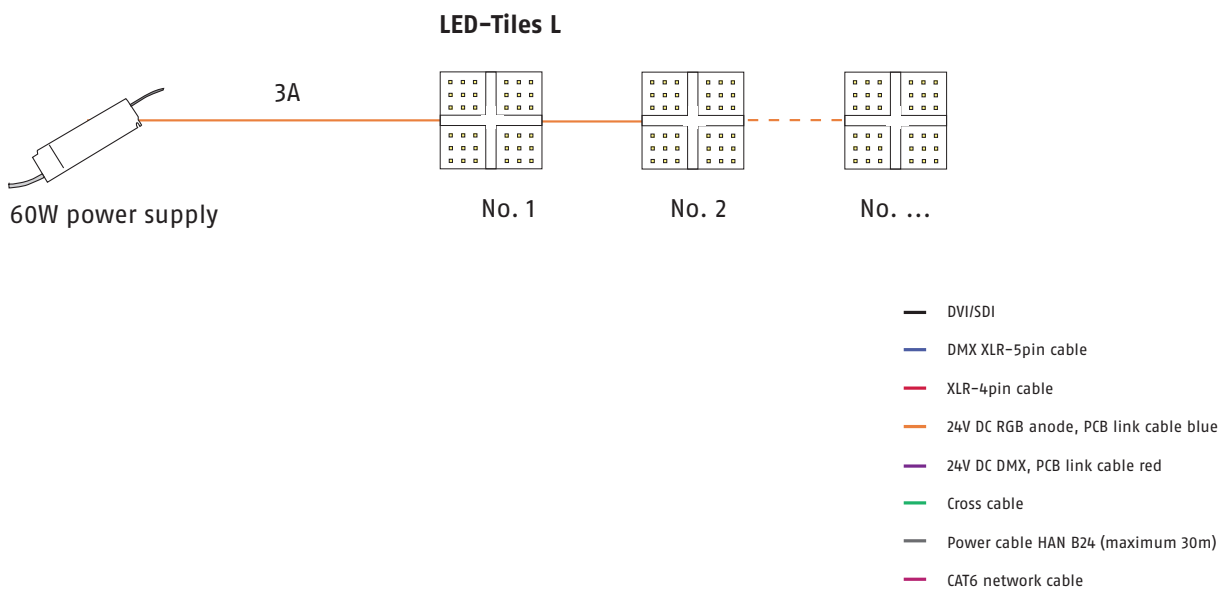 LED-Tiles L
3A
60W power supply
No. 1
No. 2
No. ...
DVI/SDI
DMX XLR-5pin cable
XLR-4pin cable
24V DC RGB anode, PCB link cable blue
24V DC DMX, PCB link cable red
Cross cable
Power cable HAN B24 (maximum 30m)
CAT6 network cable